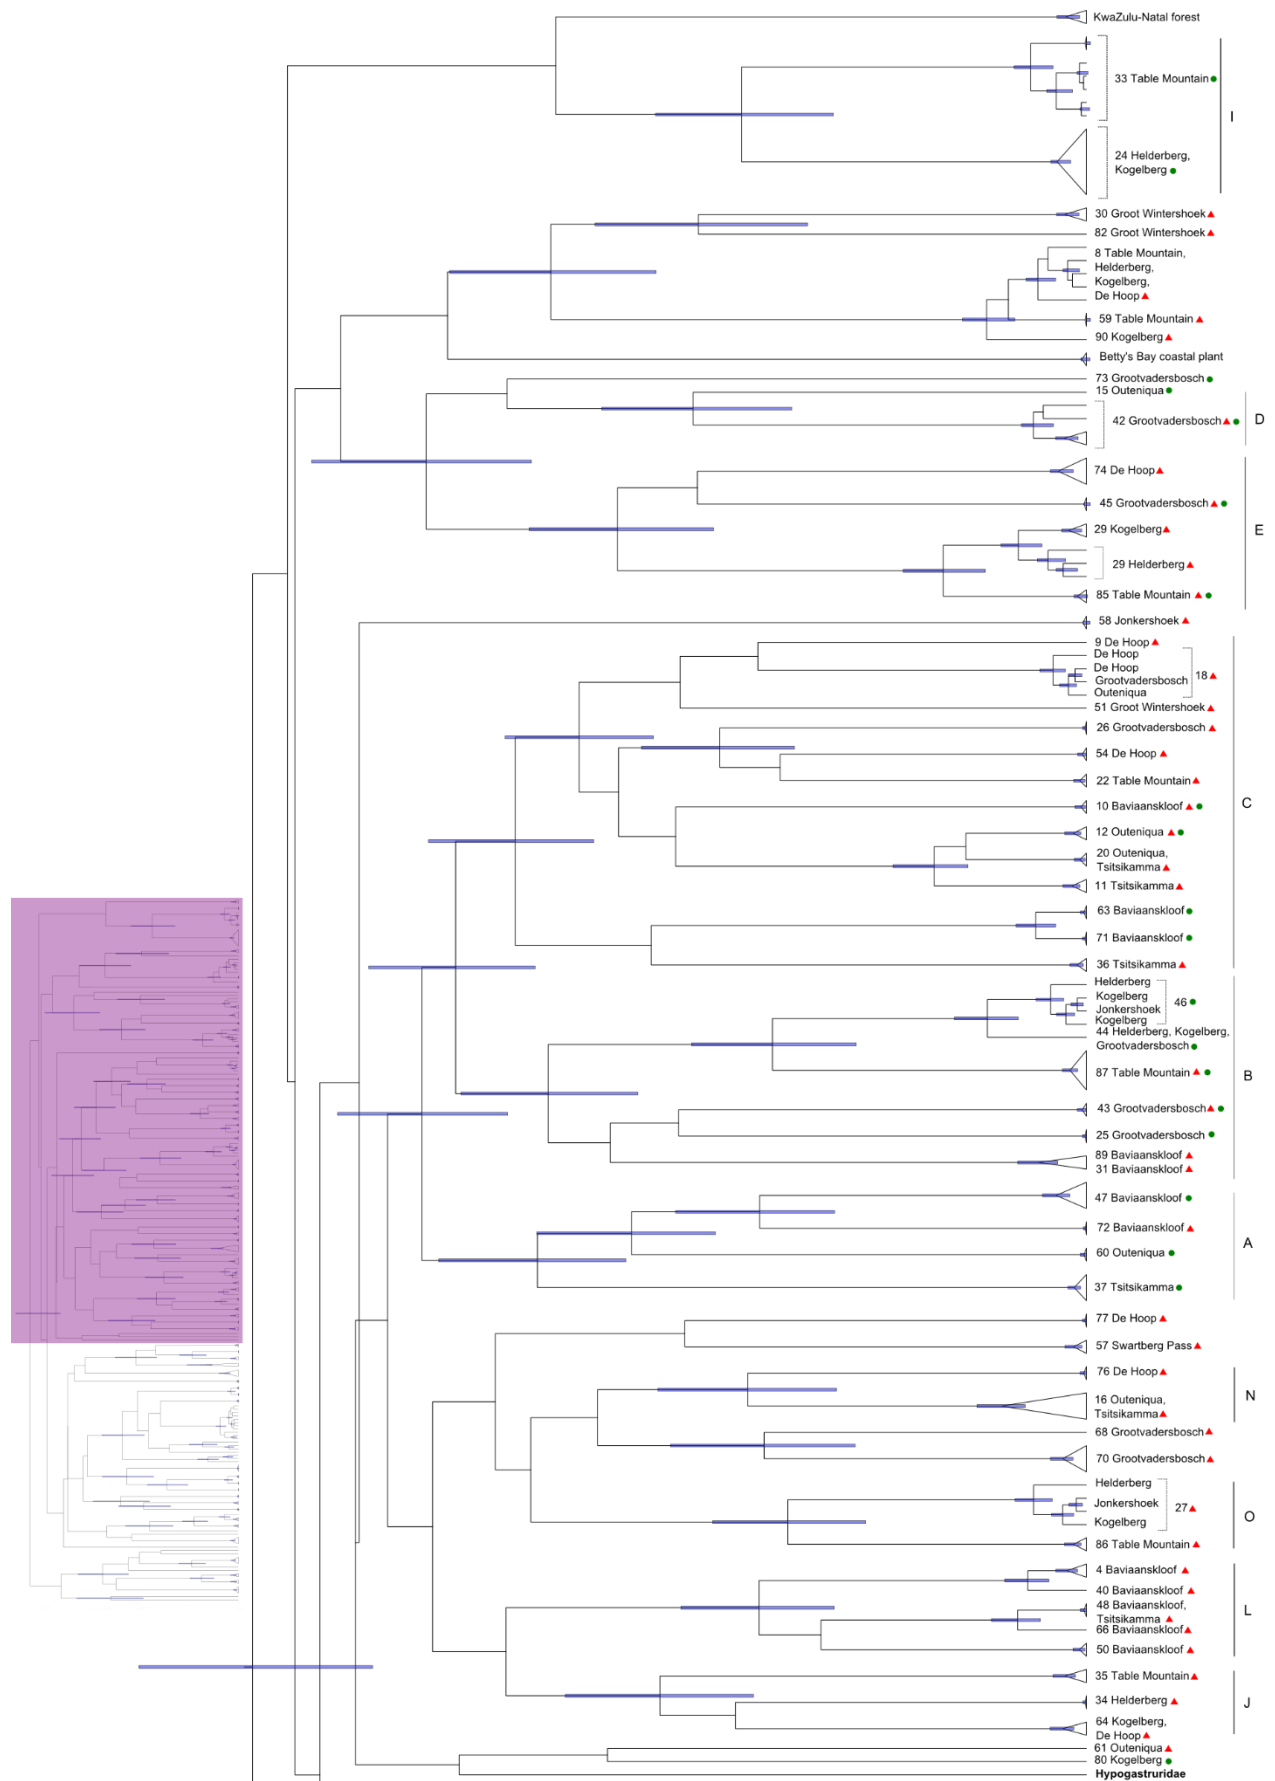 KwaZulu-Natal forest
33 Table Mountain
I
24 Helderberg,
Kogelberg
30 Groot Wintershoek
82 Groot Wintershoek
8 Table Mountain,
Helderberg,
Kogelberg,
De Hoop
59 Table Mountain
90 Kogelberg
Betty's Bay coastal plant
73 Grootvadersbosch
15 Outeniqua
42 Grootvadersbosch
D
74 De Hoop
45 Grootvadersbosch
29 Kogelberg
E
29 Helderberg
85 Table Mountain
58 Jonkershoek
9 De Hoop
De Hoop
De Hoop
18
Grootvadersbosch
Outeniqua
51 Groot Wintershoek
26 Grootvadersbosch
54 De Hoop
22 Table Mountain
C
10 Baviaanskloof
12 Outeniqua
20 Outeniqua,
Tsitsikamma
11 Tsitsikamma
63 Baviaanskloof
71 Baviaanskloof
36 Tsitsikamma
Helderberg
Kogelberg
46
Jonkershoek
Kogelberg
44 Helderberg, Kogelberg,
Grootvadersbosch
87 Table Mountain
B
43 Grootvadersbosch
25 Grootvadersbosch
89 Baviaanskloof
31 Baviaanskloof
47 Baviaanskloof
72 Baviaanskloof
A
60 Outeniqua
37 Tsitsikamma
77 De Hoop
57 Swartberg Pass
76 De Hoop
N
16 Outeniqua,
Tsitsikamma
68 Grootvadersbosch
70 Grootvadersbosch
Helderberg
Jonkershoek
27
O
Kogelberg
86 Table Mountain
4 Baviaanskloof
40 Baviaanskloof
48 Baviaanskloof,
L
Tsitsikamma
66 Baviaanskloof
50 Baviaanskloof
35 Table Mountain
34 Helderberg
J
64 Kogelberg,
De Hoop
61 Outeniqua
80 Kogelberg
Hypogastruridae